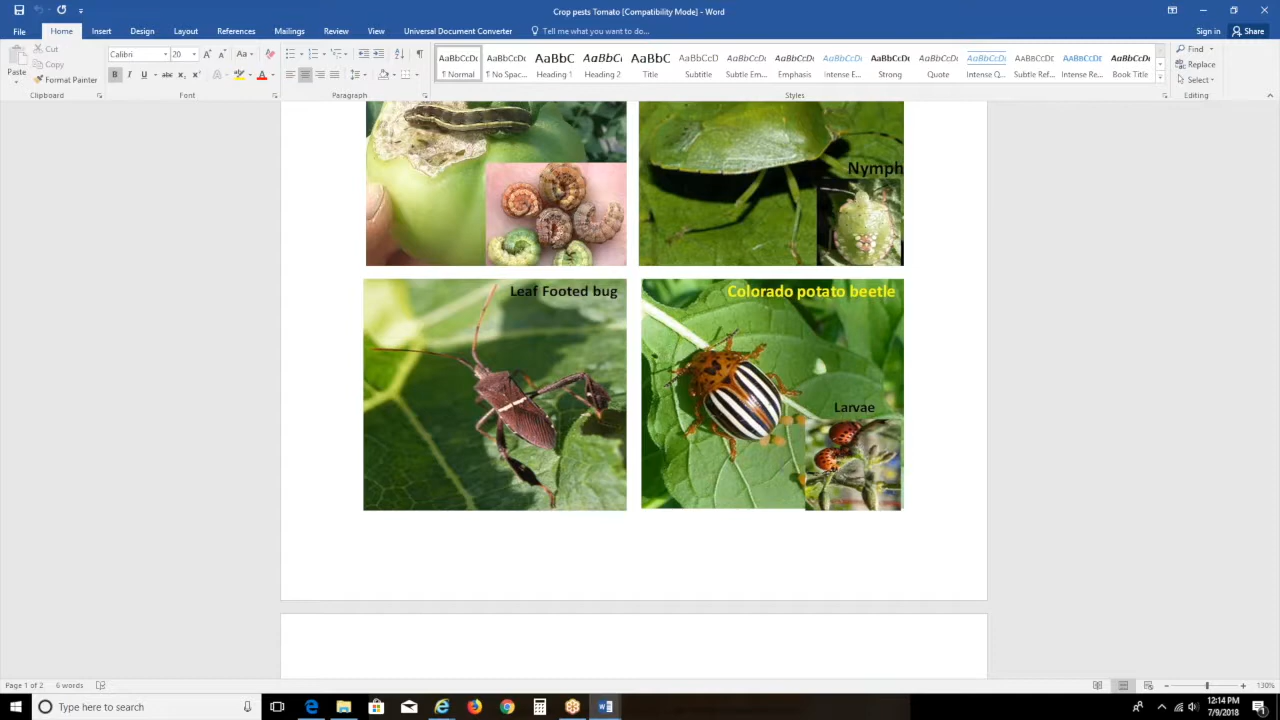 Crop pests Tomato [Compatibility Mode] - Word
File Home Insert Design Layout References Mailings Review View Universal Document Converter Tell me what you want to do... Sign in Share
Cut
Copy
Paste
Format Painter
Clipboard
Calibri 20
Font
Paragraph
AaBbCcDc AaBbCcDc AaBbC AaBbCc AaBbC AaBbCcD AaBbCcDc AaBbCcDc AaBbCcDc AaBbCcDc AaBbCcDc AaBbCcDc AaBbCcDc AaBbCcDc AaBbCcDc
¶ Normal ¶ No Spac... Heading 1 Heading 2 Title Subtitle Subtle Em... Emphasis Intense E... Strong Quote Intense Q... Subtle Ref... Intense Re... Book Title
Styles
Find
Replace
Select
Editing
Nymph
Leaf Footed bug
Colorado potato beetle
Larvae
Page 1 of 2 6 words 130%
Type here to search
12:14 PM
7/9/2018